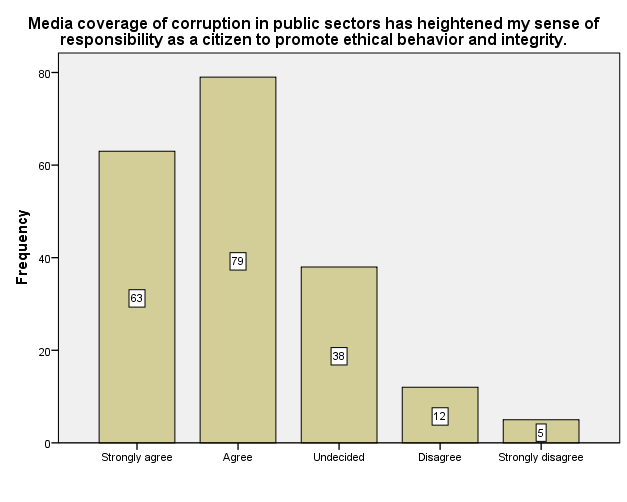 Media coverage of corruption in public sectors has heightened my sense of
responsibility as a citizen to promote ethical behavior and integrity.
80
60
40
20
0
Frequency
63
79
38
12
5
Strongly agree
Agree
Undecided
Disagree
Strongly disagree